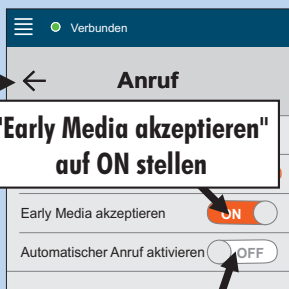 Verbunden
Anruf
"Early Media akzeptieren"
auf ON stellen
Early Media akzeptieren ON
Automatischer Anruf aktivieren OFF